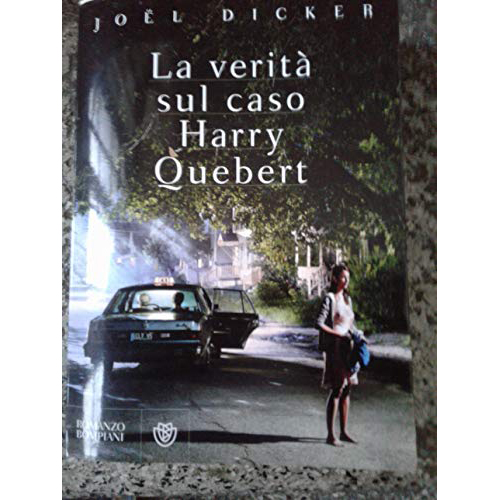 JOËL DICKER
La verità
sul caso
Harry
Quebert
ROMANZO
BOMPIANI